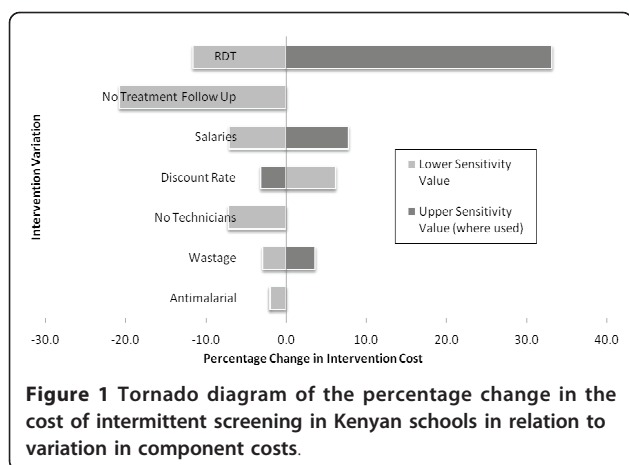 RDT
No Treatment Follow Up
Salaries
Discount Rate
No Technicians
Wastage
Antimalarial
Intervention Variation
Lower Sensitivity
Value
Upper Sensitivity
Value (where used)
-30.0 -20.0 -10.0 0.0 10.0 20.0 30.0 40.0
Percentage Change in Intervention Cost
Figure 1 Tornado diagram of the percentage change in the
cost of intermittent screening in Kenyan schools in relation to
variation in component costs.